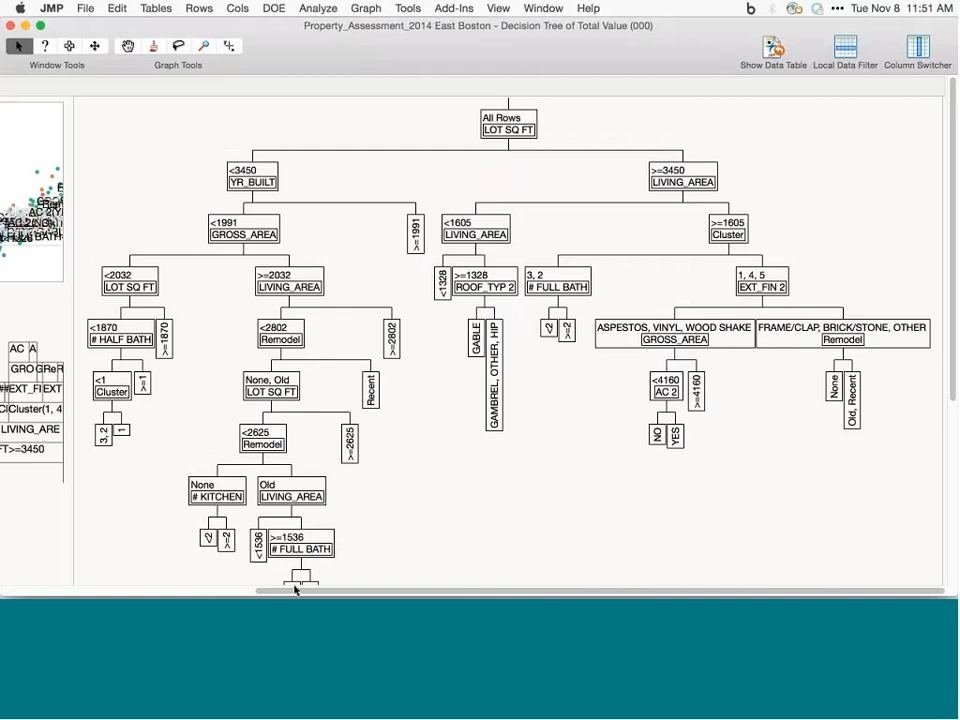 JMP File Edit Tables Rows Cols DOE Analyze Graph Tools Add-Ins View Window Help Tue Nov 8 11:51 AM
Property_Assessment_2014 East Boston - Decision Tree of Total Value (000)
Window Tools Graph Tools Show Data Table Local Data Filter Column Switcher
All Rows
LOT SQ FT
<3450
YR_BUILT
>=3450
LIVING_AREA
<1991
GROSS_AREA
>=1991
<1605
LIVING_AREA
>=1605
Cluster
<2032
LOT SQ FT
>=2032
LIVING_AREA
<1328
>=1328
ROOF_TYP 2
3, 2
# FULL BATH
1, 4, 5
EXT_FIN 2
<1870
# HALF BATH
>=1870
<2802
Remodel
>=2802
GABLE
GAMBREL, OTHER, HIP
<2
>=2
ASPESTOS, VINYL, WOOD SHAKE
GROSS_AREA
FRAME/CLAP, BRICK/STONE, OTHER
Remodel
<1
Cluster
>=1
None, Old
LOT SQ FT
Recent
<4160
AC 2
>=4160
None
Old, Recent
3, 2
1
<2625
Remodel
>=2625
NO
YES
None
# KITCHEN
Old
LIVING_AREA
<2
>=2
<1536
>=1536
# FULL BATH
AC A
Cluster(1, 4
LIVING_ARE
FT>=3450